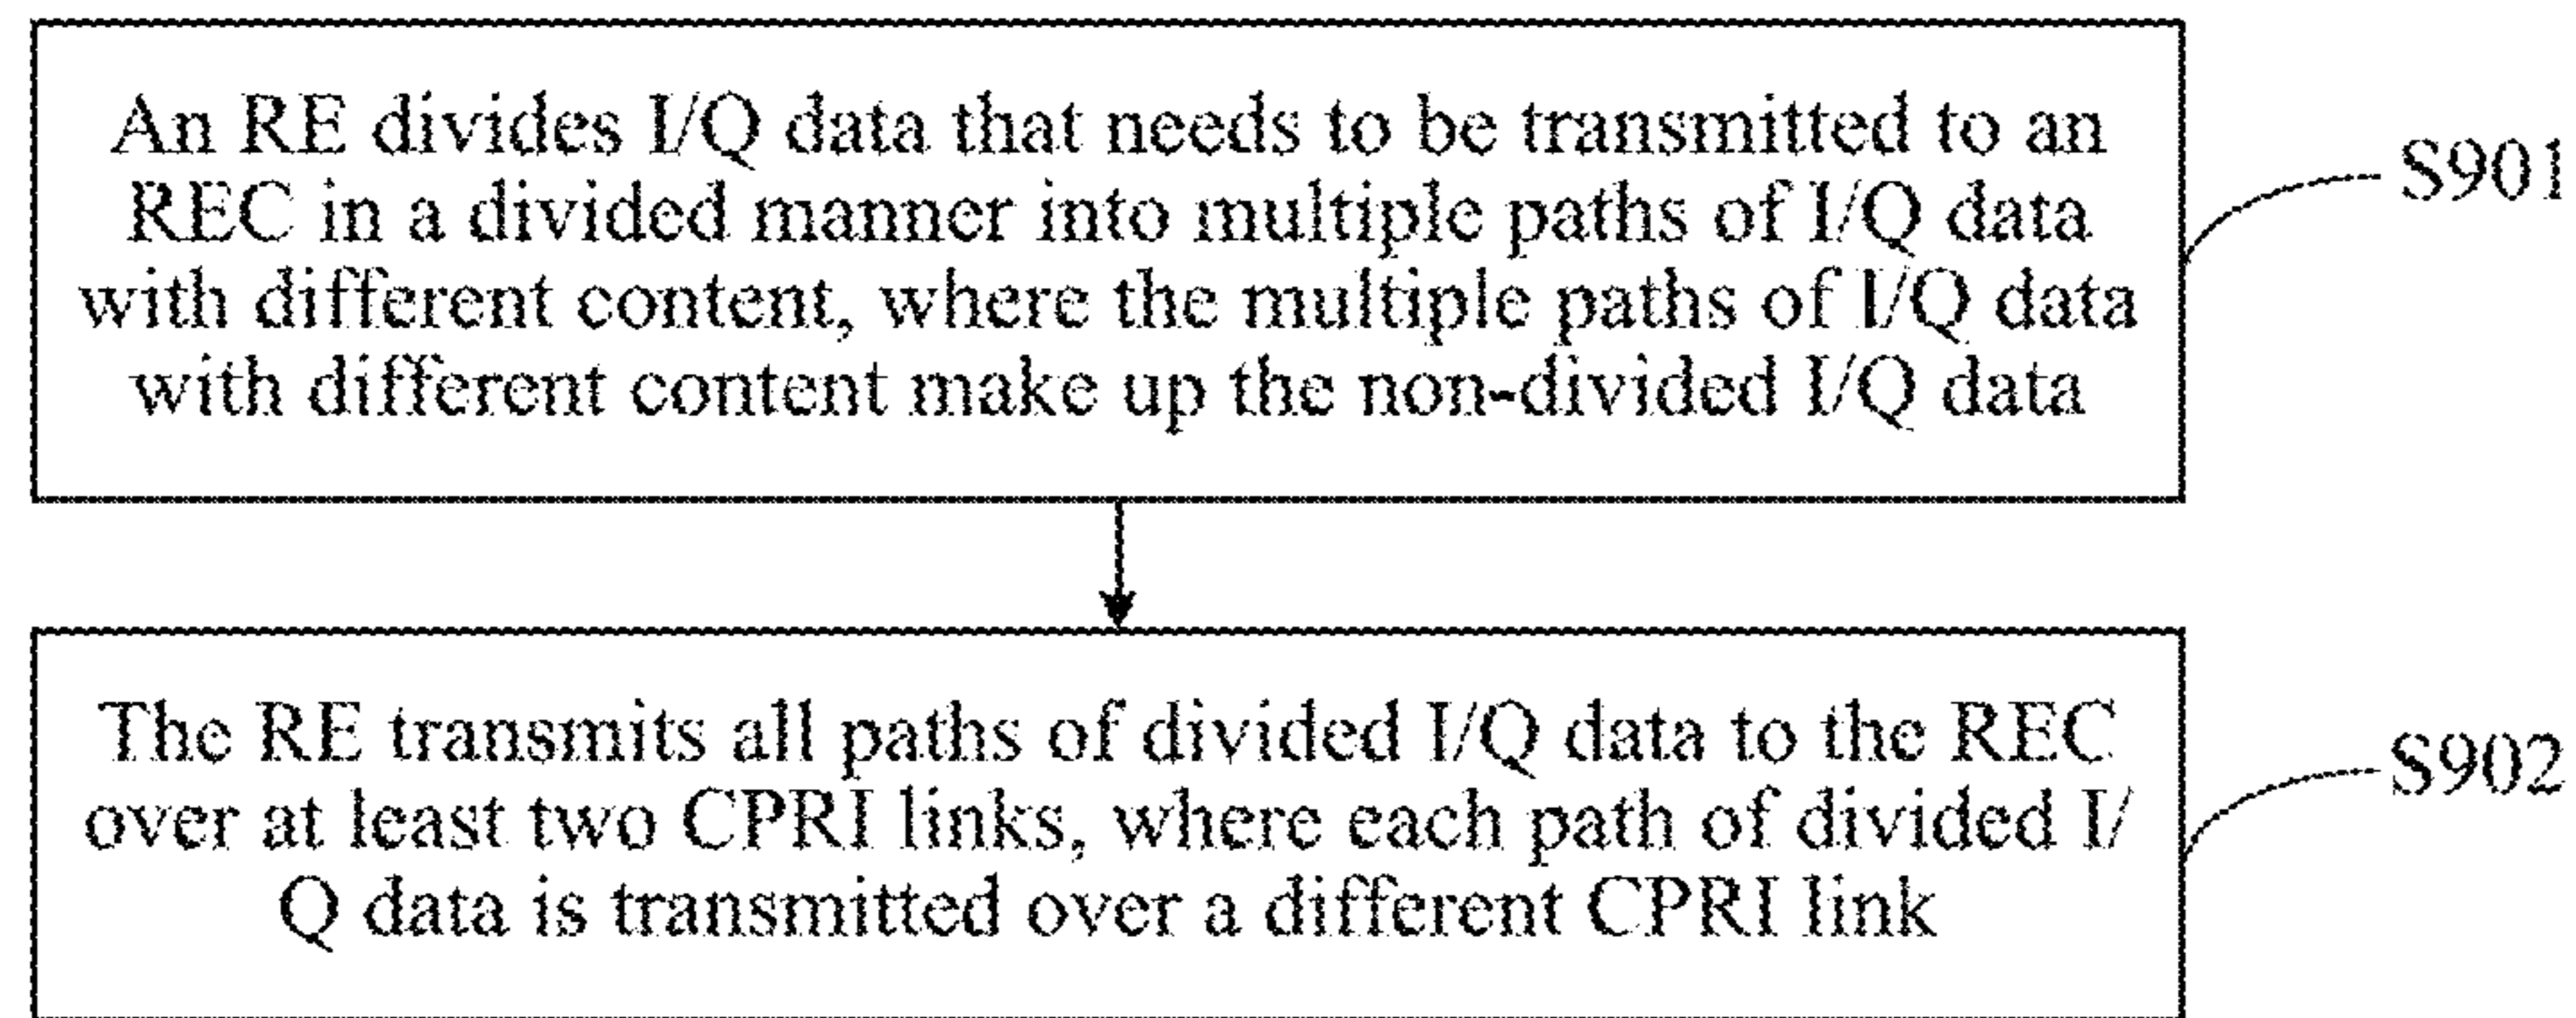 An RE divides I/Q data that needs to be transmitted to an
REC in a divided manner into multiple paths of I/Q data
with different content, where the multiple paths of I/Q data
with different content make up the non-divided I/Q data
S901
The RE transmits all paths of divided I/Q data to the REC
over at least two CPRI links, where each path of divided I/
Q data is transmitted over a different CPRI link
S902